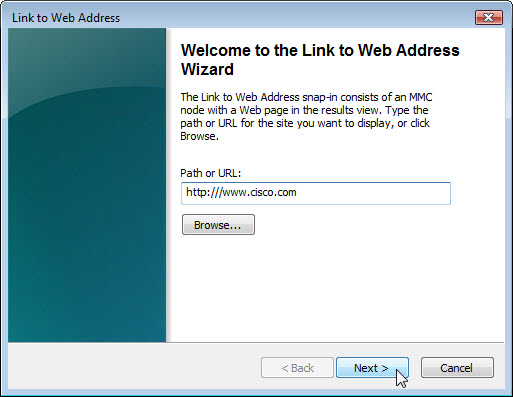 Link to Web Address
Welcome to the Link to Web Address
Wizard
The Link to Web Address snap-in consists of an MMC
node with a Web page in the results view. Type the
path or URL for the site you want to display, or click
Browse.
Path or URL:
http:///www.cisco.com
Browse...
< Back
Next >
Cancel